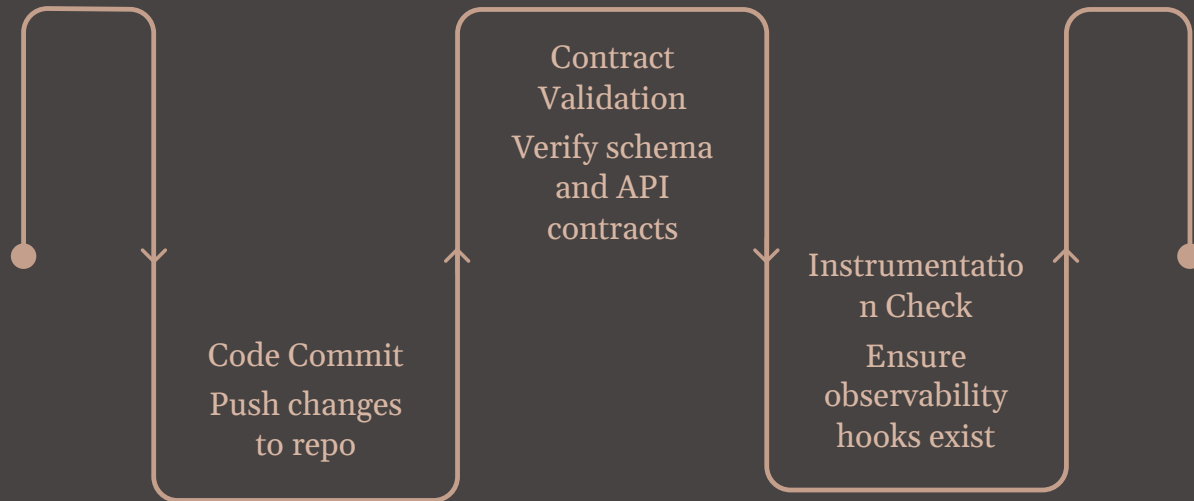 Code Commit
Push changes
to repo
Contract
Validation
Verify schema
and API
contracts
Instrumentatio
n Check
Ensure
observability
hooks exist